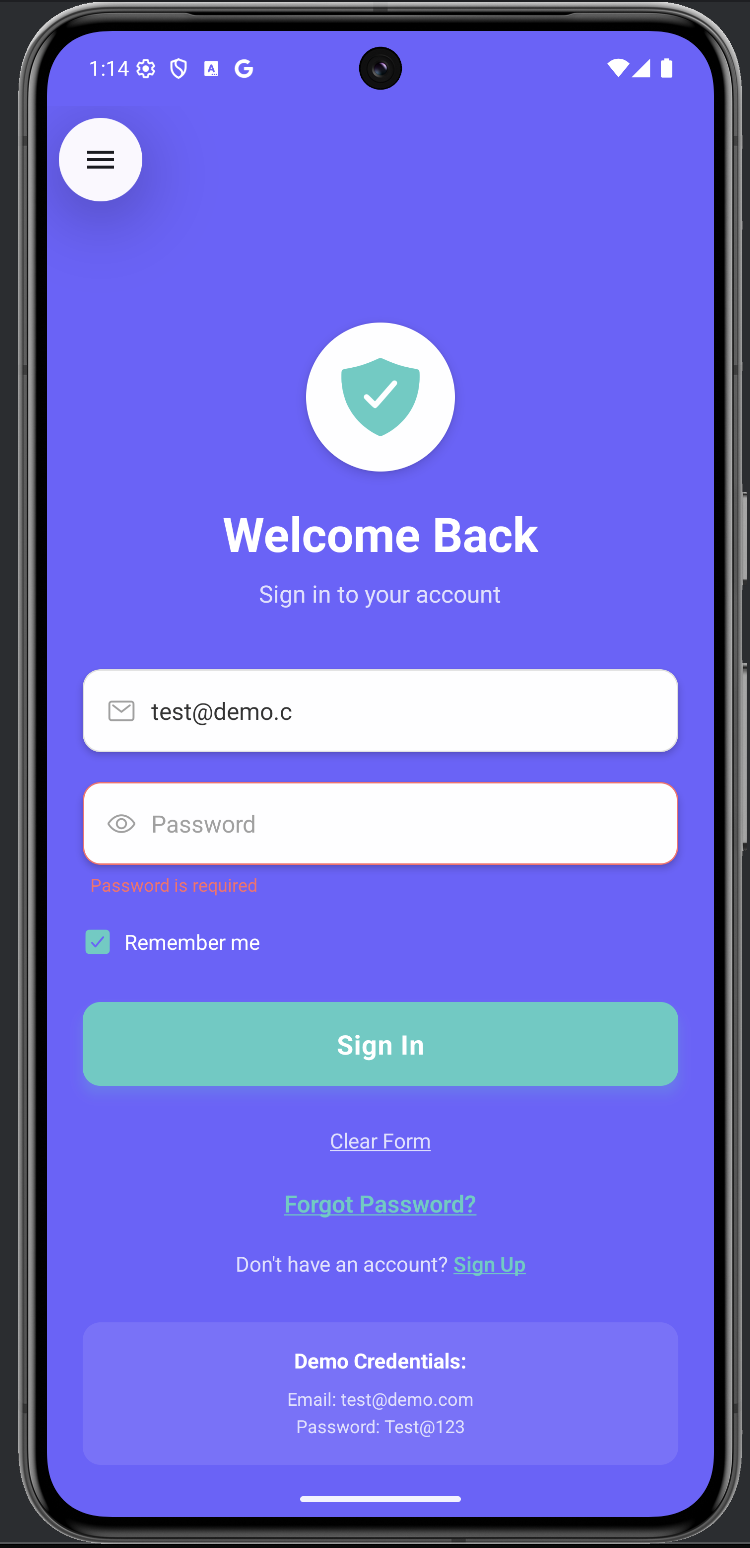 1:14
Welcome Back
Sign in to your account
test@demo.c
Password
Password is required
Remember me
Sign In
Clear Form
Forgot Password?
Don't have an account? Sign Up
Demo Credentials:
Email: test@demo.com
Password: Test@123